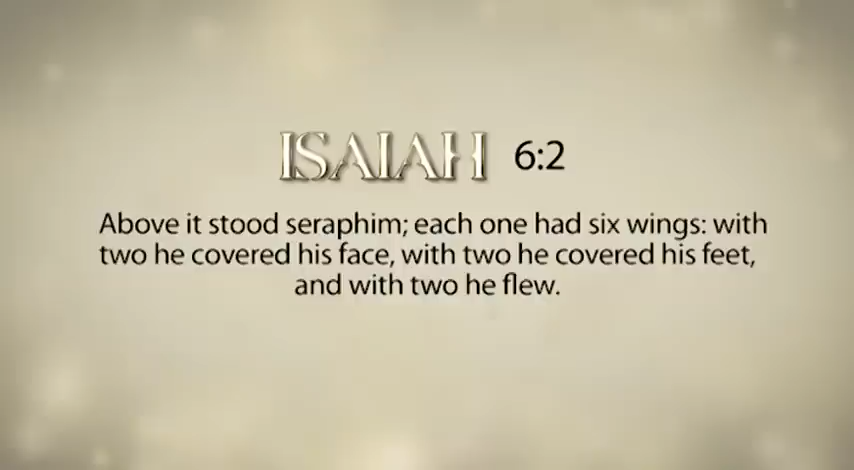 ISAIAH 6:2
Above it stood seraphim; each one had six wings: with
two he covered his face, with two he covered his feet,
and with two he flew.